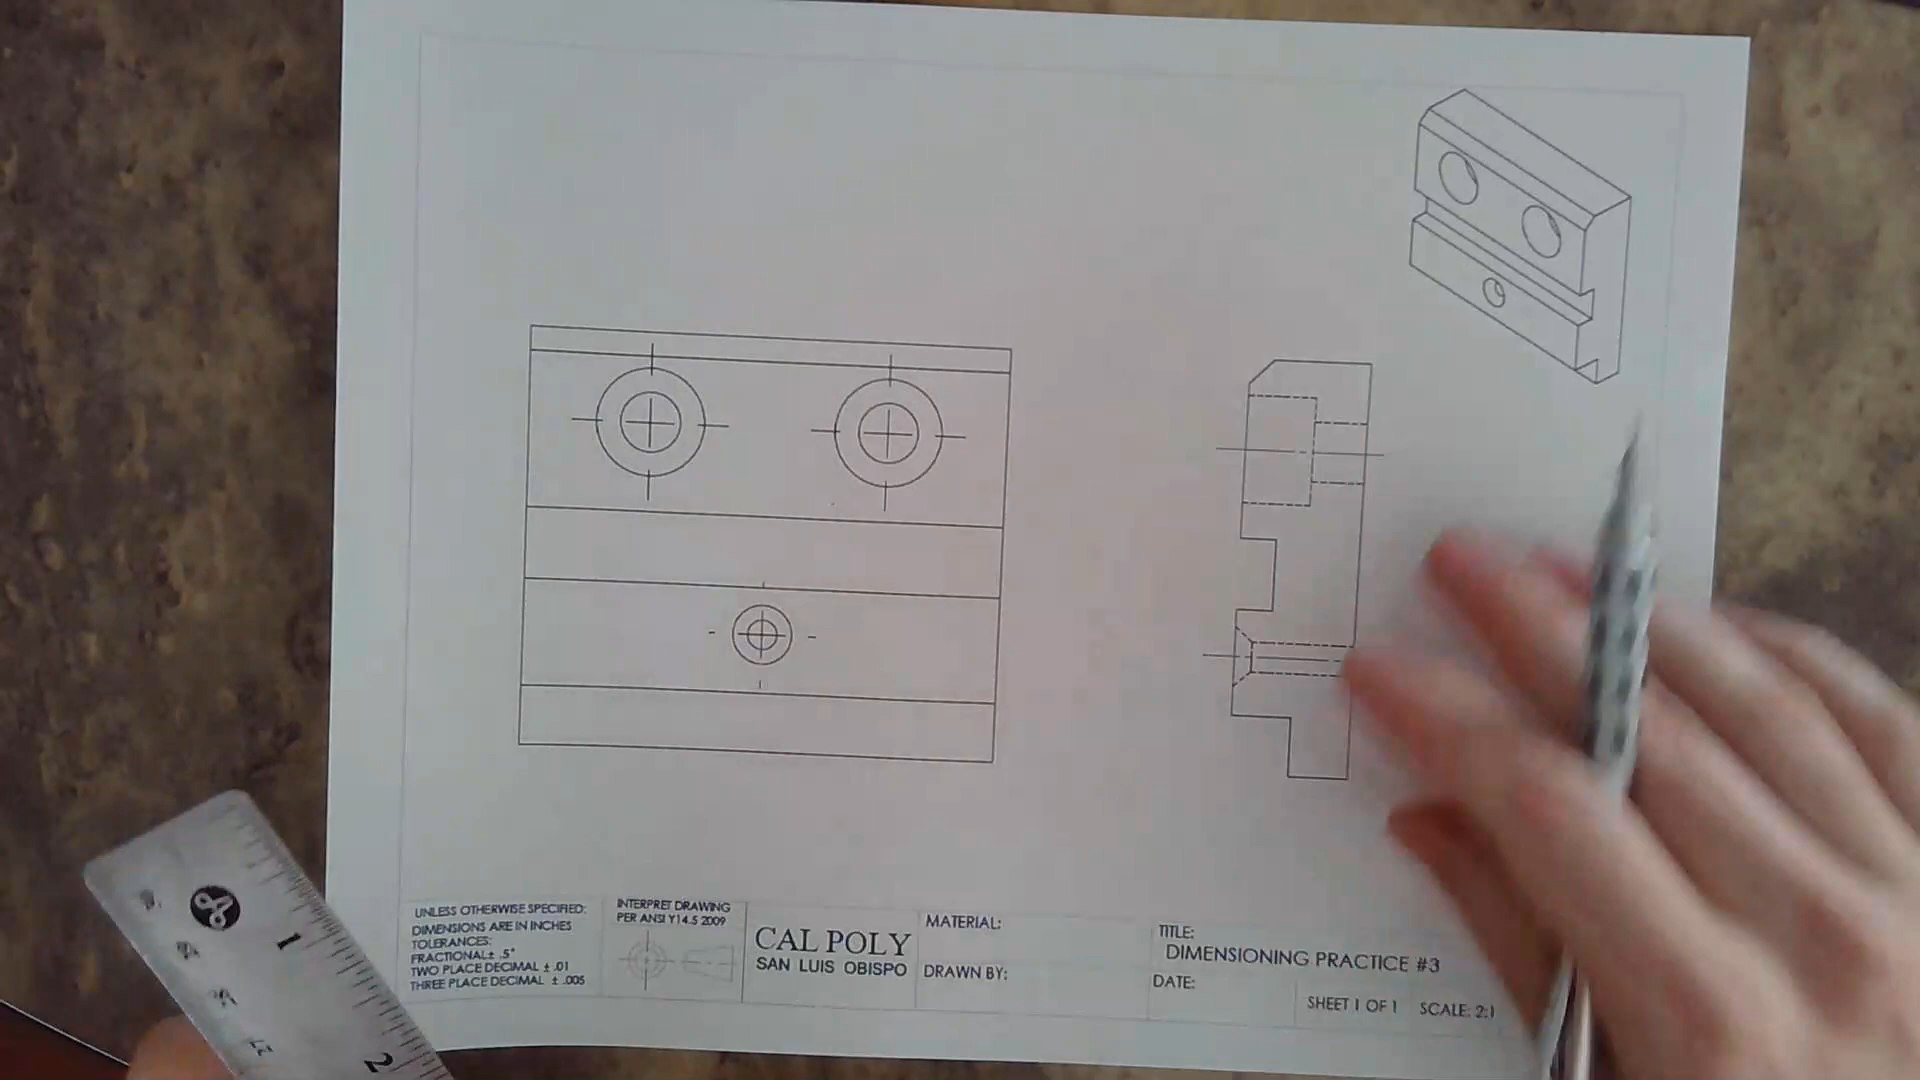 UNLESS OTHERWISE SPECIFIED:
DIMENSIONS ARE IN INCHES
TOLERANCES:
FRACTIONAL± .5°
TWO PLACE DECIMAL ± .01
THREE PLACE DECIMAL ± .005
INTERPRET DRAWING
PER ANSI Y14.5 2009
CAL POLY
SAN LUIS OBISPO
MATERIAL:
DRAWN BY:
TITLE:
DIMENSIONING PRACTICE #3
DATE:
SHEET 1 OF 1 SCALE: 2:1
1
2